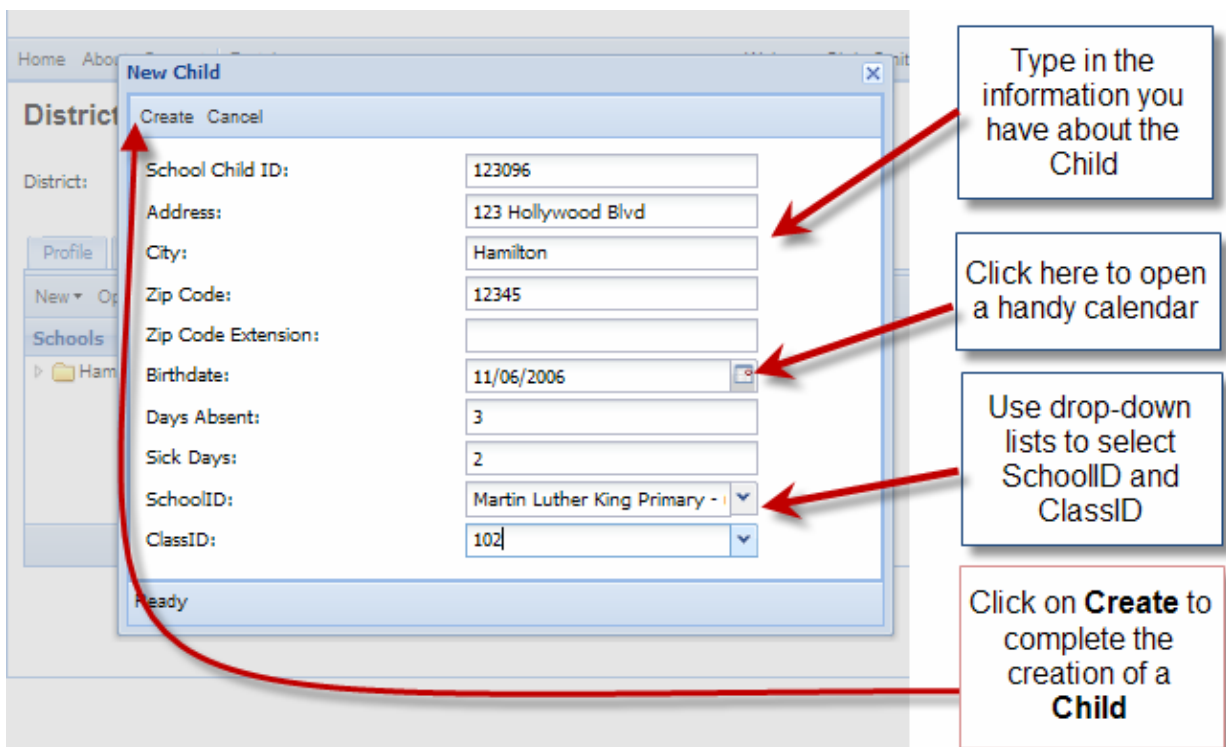 Home
New Child
District
Create Cancel
District:
School Child ID: 123096
Address: 123 Hollywood Blvd
City: Hamilton
Zip Code: 12345
Zip Code Extension:
Birthdate: 11/06/2006
Days Absent: 3
Sick Days: 2
SchoolID: Martin Luther King Primary -
ClassID: 102
Ready
Profile
New
Schools
Type in the
information you
have about the
Child
Click here to open
a handy calendar
Use drop-down
lists to select
SchoolID and
ClassID
Click on Create to
complete the
creation of a
Child